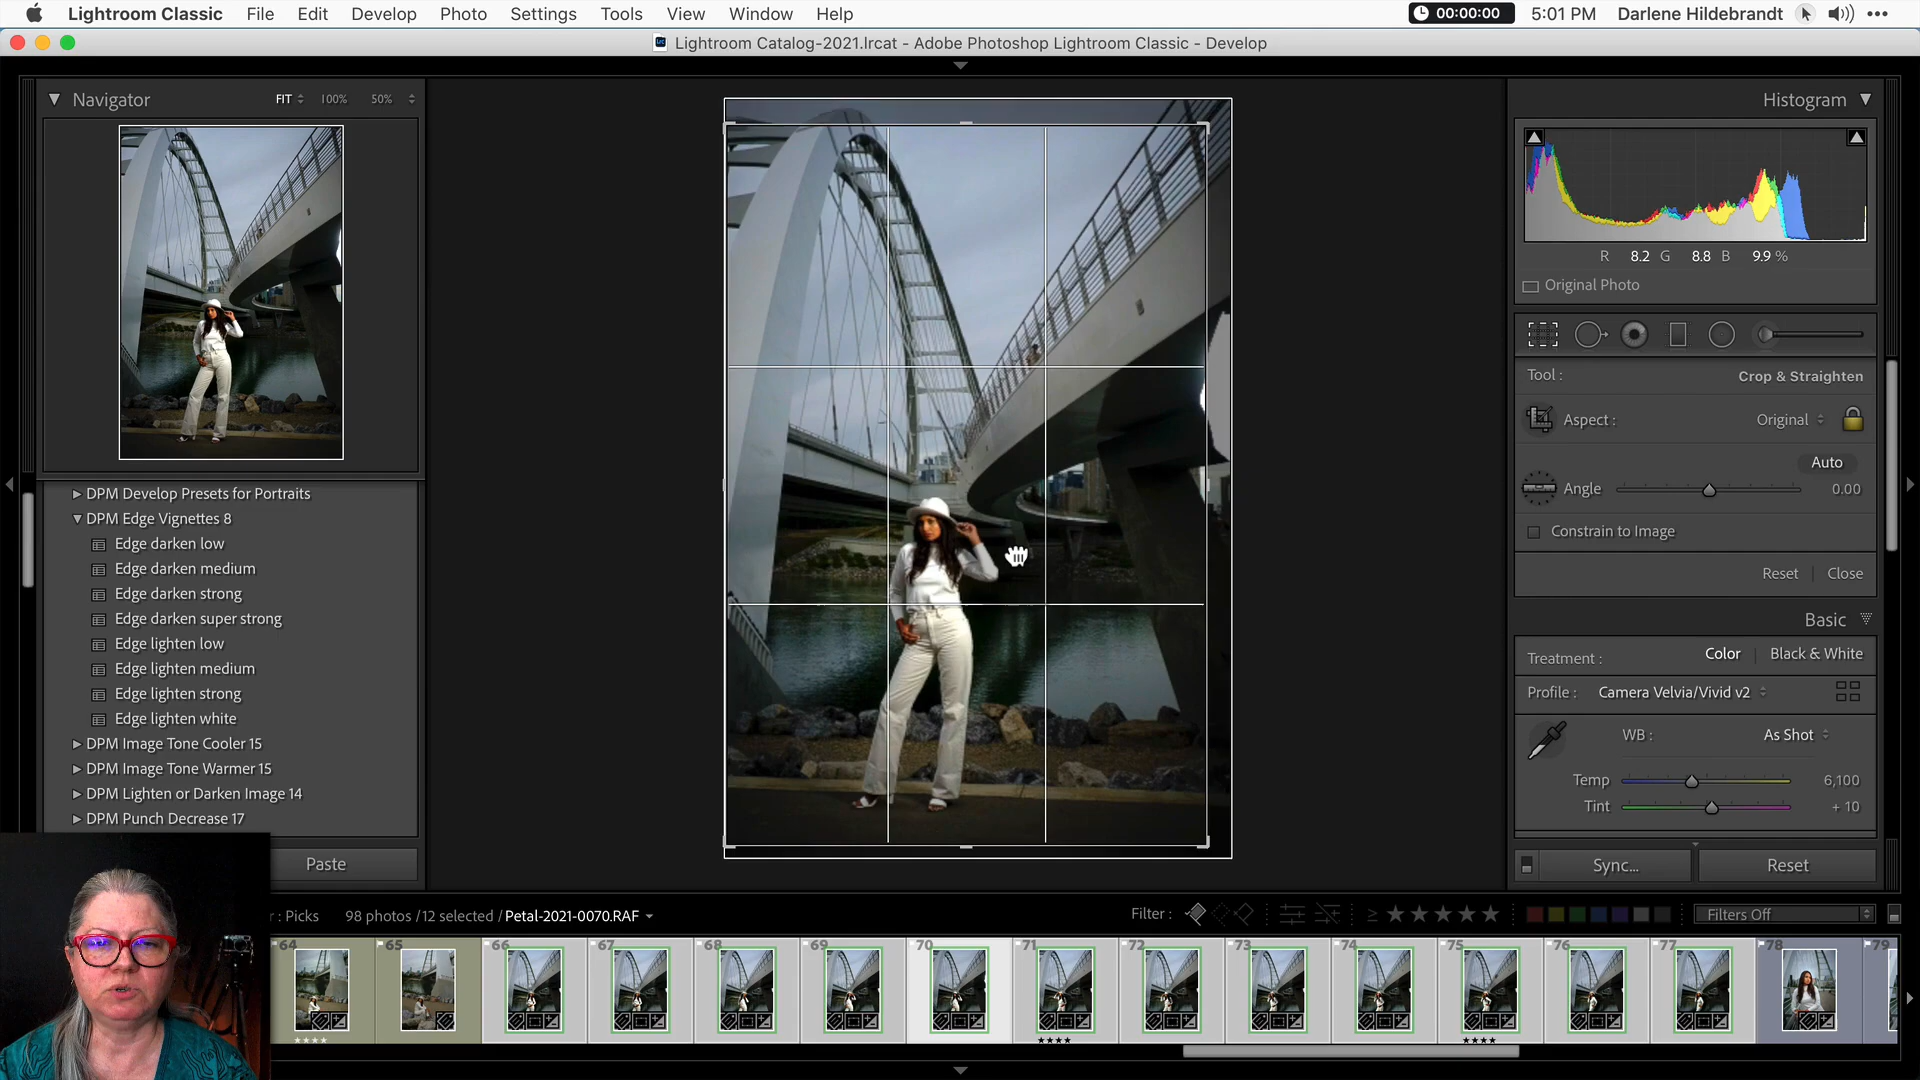 Lightroom Classic File Edit Develop Photo Settings Tools View Window Help 00:00:00 5:01 PM Darlene Hildebrandt
Lightroom Catalog-2021.lrcat - Adobe Photoshop Lightroom Classic - Develop
Navigator FIT 100% 50%
DPM Develop Presets for Portraits
DPM Edge Vignettes 8
Edge darken low
Edge darken medium
Edge darken strong
Edge darken super strong
Edge lighten low
Edge lighten medium
Edge lighten strong
Edge lighten white
DPM Image Tone Cooler 15
DPM Image Tone Warmer 15
DPM Lighten or Darken Image 14
DPM Punch Decrease 17
Paste
Histogram
R 8.2 G 8.8 B 9.9 %
Original Photo
Tool : Crop & Straighten
Aspect : Original
Auto
Angle 0.00
Constrain to Image
Reset Close
Basic
Treatment : Color Black & White
Profile : Camera Velvia/Vivid v2
WB : As Shot
Temp 6,100
Tint + 10
Sync... Reset
: Picks 98 photos /12 selected /Petal-2021-0070.RAF Filter : ≥ ★★★★★ Filters Off
64 65 66 67 68 69 70 71 72 73 74 75 76 77 78 79
★★★★ ★★★★ ★★★★